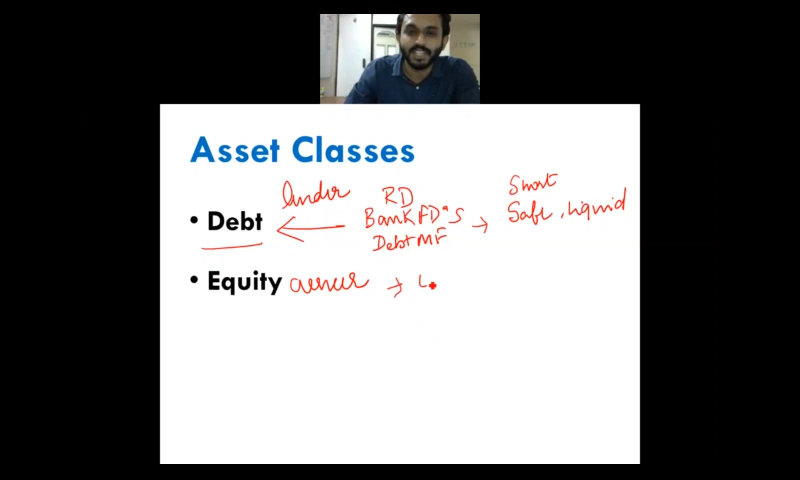 Asset Classes
• Debt lender RD Short
Bank FD's → Safe, Liquid
Debt MF
• Equity owner → L